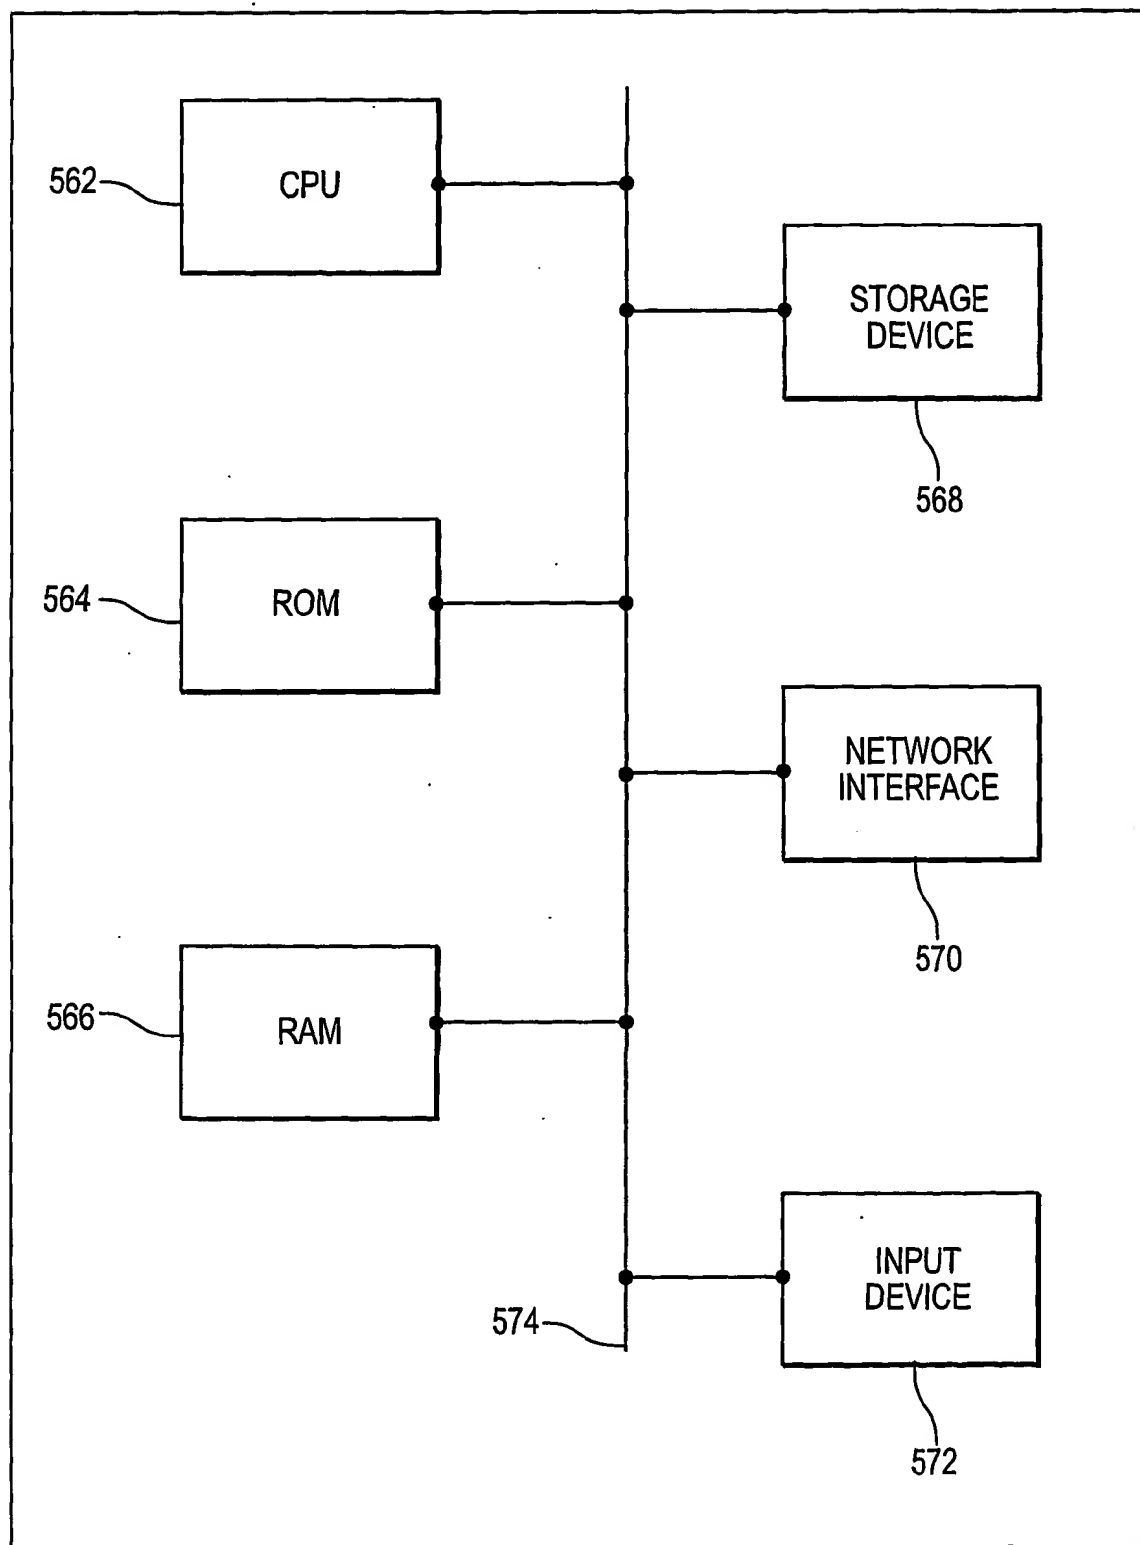 562
CPU
STORAGE
DEVICE
568
564
ROM
NETWORK
INTERFACE
570
566
RAM
INPUT
DEVICE
574
572